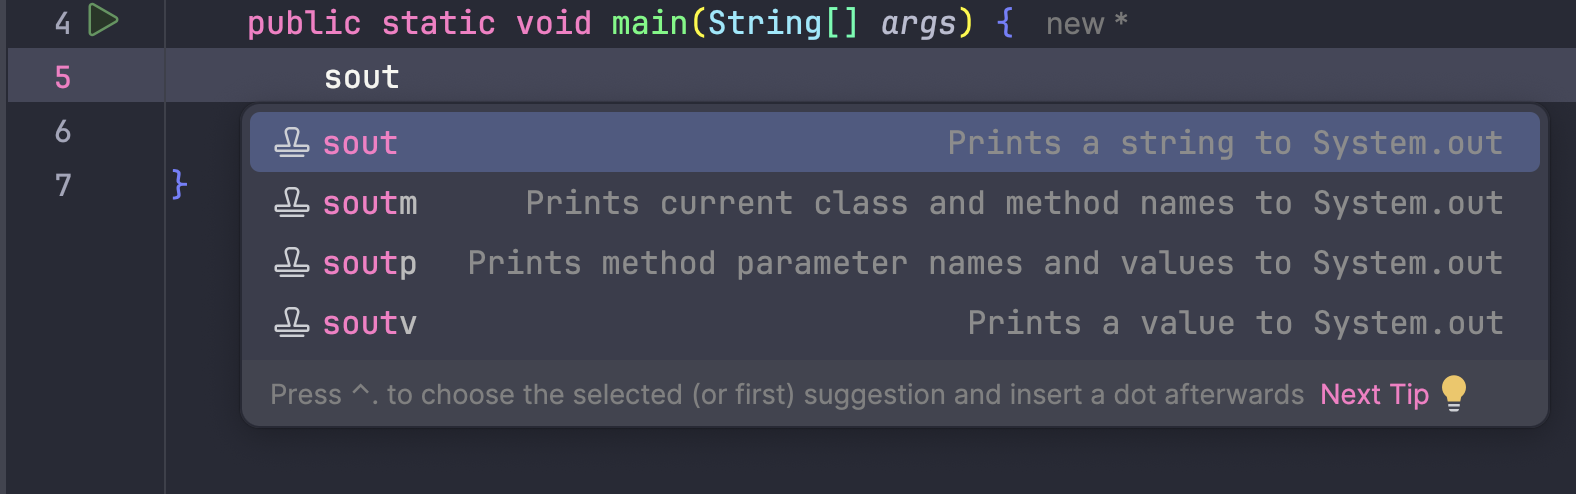 4 public static void main(String[] args) { new *
5 sout
sout Prints a string to System.out
6
soutm Prints current class and method names to System.out
7 }
soutp Prints method parameter names and values to System.out
soutv Prints a value to System.out
Press ^. to choose the selected (or first) suggestion and insert a dot afterwards Next Tip